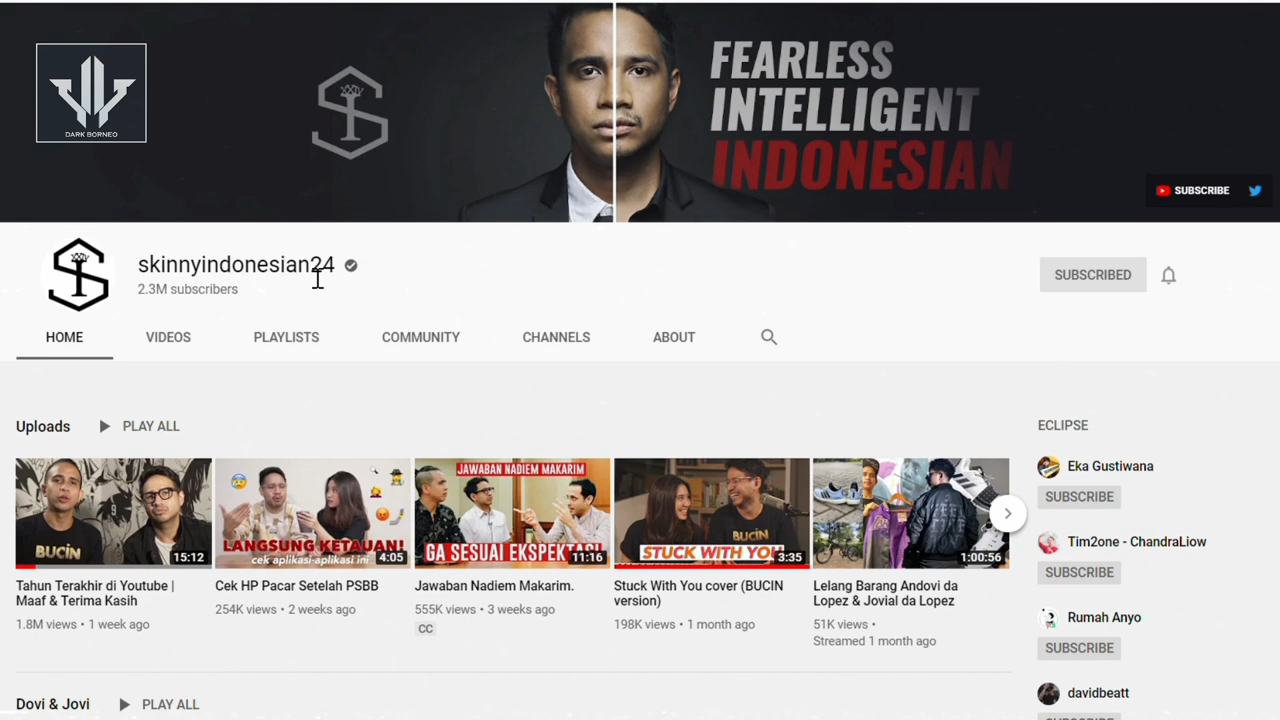 FEARLESS
INTELLIGENT
INDONESIAN
DARK BORNEO
XXIV
SUBSCRIBE
XXIV
skinnyindonesian24
2.3M subscribers
SUBSCRIBED
HOME VIDEOS PLAYLISTS COMMUNITY CHANNELS ABOUT
Uploads PLAY ALL
BUCIN
15:12
Tahun Terakhir di Youtube |
Maaf & Terima Kasih
1.8M views • 1 week ago
LANGSUNG KETAUAN!
cek aplikasi-aplikasi ini
4:05
Cek HP Pacar Setelah PSBB
254K views • 2 weeks ago
JAWABAN NADIEM MAKARIM
GA SESUAI EKSPEKTASI
11:16
Jawaban Nadiem Makarim.
555K views • 3 weeks ago
CC
BUCIN
STUCK WITH YOU
3:35
Stuck With You cover (BUCIN
version)
198K views • 1 month ago
1:00:56
Lelang Barang Andovi da
Lopez & Jovial da Lopez
51K views •
Streamed 1 month ago
ECLIPSE
Eka Gustiwana
SUBSCRIBE
Tim2one - ChandraLiow
SUBSCRIBE
Rumah Anyo
SUBSCRIBE
davidbeatt
SUBSCRIBE
Dovi & Jovi PLAY ALL